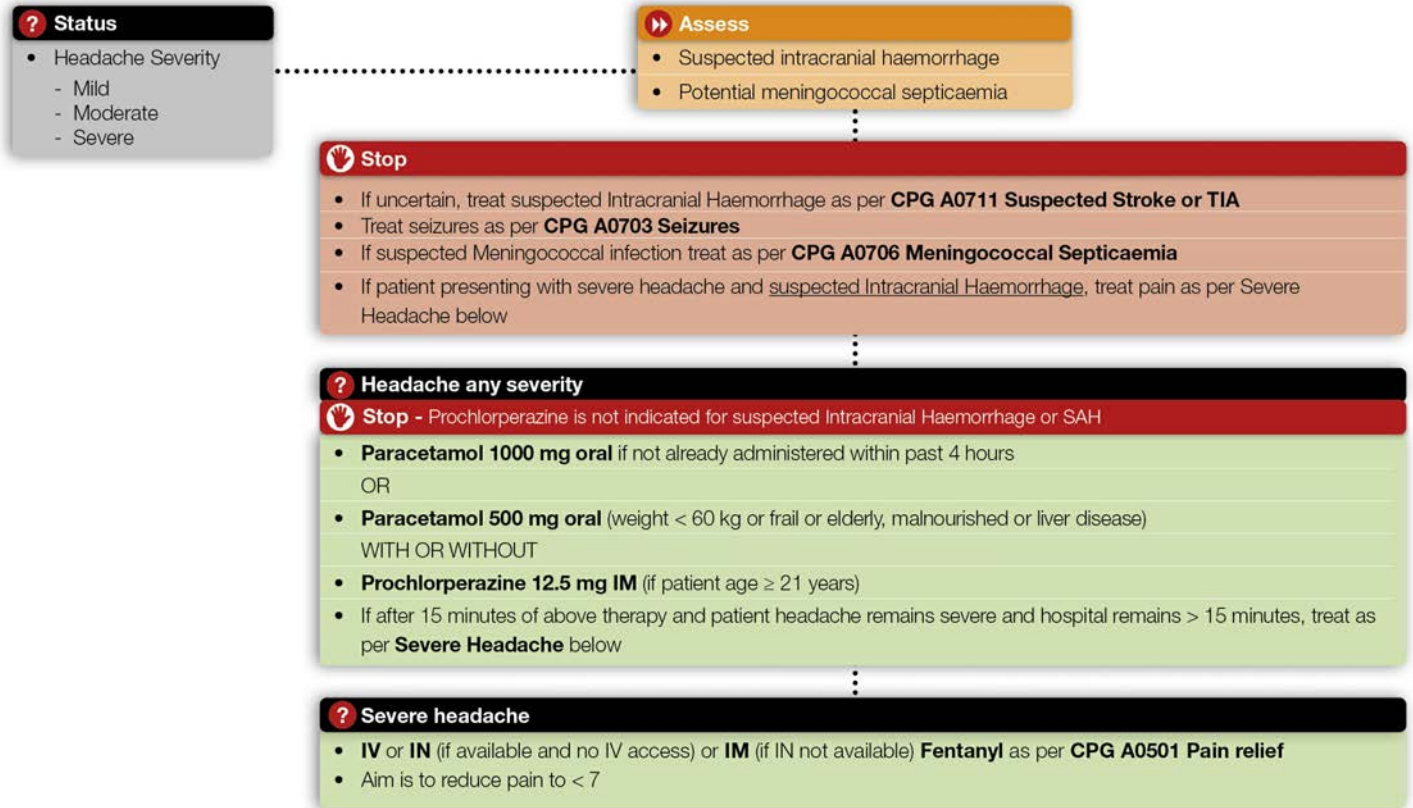 Status
• Headache Severity
- Mild
- Moderate
- Severe
Assess
• Suspected intracranial haemorrhage
• Potential meningococcal septicaemia
Stop
• If uncertain, treat suspected Intracranial Haemorrhage as per CPG A0711 Suspected Stroke or TIA
• Treat seizures as per CPG A0703 Seizures
• If suspected Meningococcal infection treat as per CPG A0706 Meningococcal Septicaemia
• If patient presenting with severe headache and suspected Intracranial Haemorrhage, treat pain as per Severe
Headache below
? Headache any severity
Stop - Prochlorperazine is not indicated for suspected Intracranial Haemorrhage or SAH
• Paracetamol 1000 mg oral if not already administered within past 4 hours
OR
• Paracetamol 500 mg oral (weight < 60 kg or frail or elderly, malnourished or liver disease)
WITH OR WITHOUT
• Prochlorperazine 12.5 mg IM (if patient age ≥ 21 years)
• If after 15 minutes of above therapy and patient headache remains severe and hospital remains > 15 minutes, treat as
per Severe Headache below
? Severe headache
• IV or IN (if available and no IV access) or IM (if IN not available) Fentanyl as per CPG A0501 Pain relief
• Aim is to reduce pain to < 7